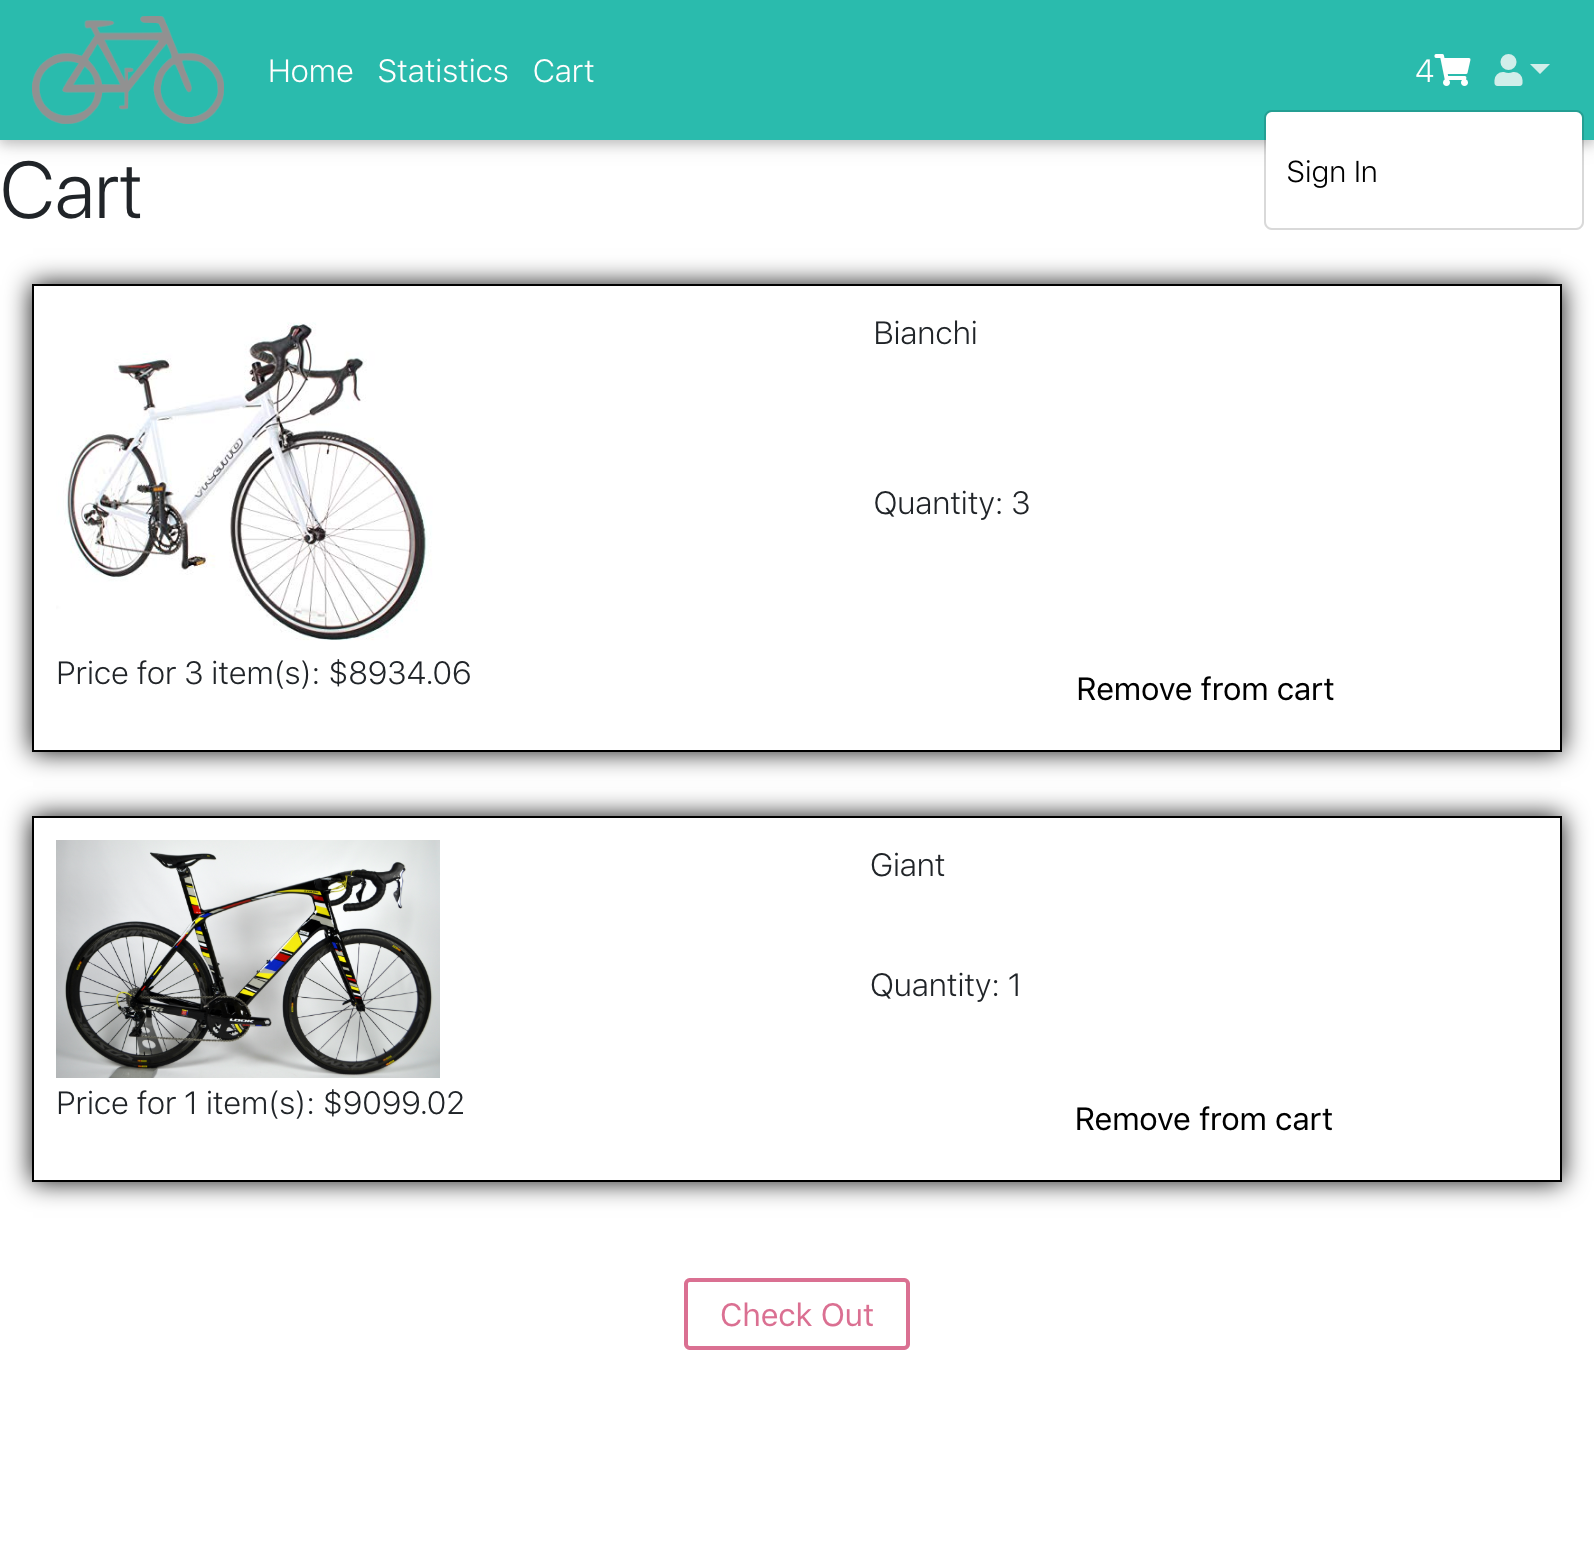 Home Statistics Cart
4
Sign In
Cart
Bianchi
Quantity: 3
Price for 3 item(s): $8934.06
Remove from cart
Giant
Quantity: 1
LOOK
Price for 1 item(s): $9099.02
Remove from cart
Check Out